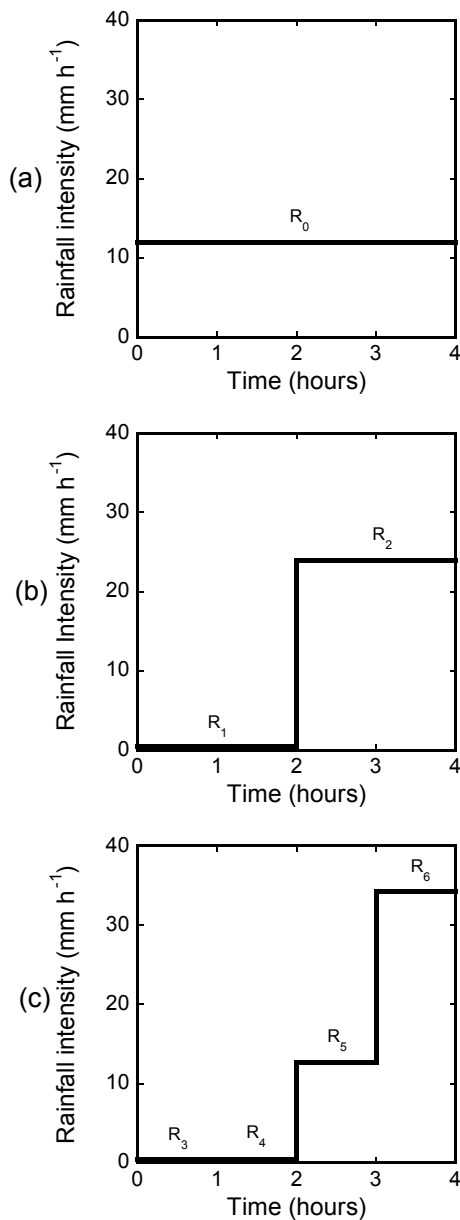 (a)
Rainfall intensity (mm h⁻¹)
40
30
20
10
0
R₀
0 1 2 3 4
Time (hours)
(b)
Rainfall Intensity (mm h⁻¹)
40
30
20
10
0
R₁
R₂
0 1 2 3 4
Time (hours)
(c)
Rainfall intensity (mm h⁻¹)
40
30
20
10
0
R₃
R₄
R₅
R₆
0 1 2 3 4
Time (hours)